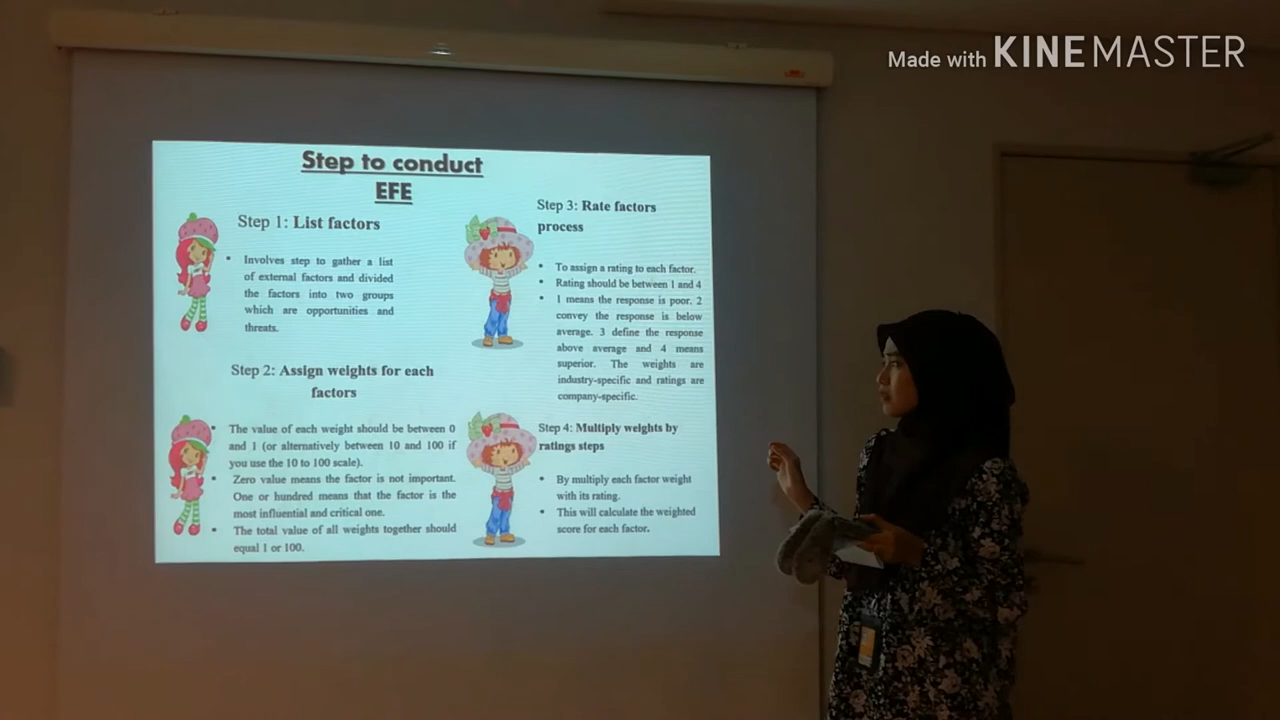 Made with KINEMASTER
Step to conduct
EFE
Step 1: List factors
• Involves step to gather a list
of external factors and divided
the factors into two groups
which are opportunities and
threats.
Step 2: Assign weights for each
factors
• The value of each weight should be between 0
and 1 (or alternatively between 10 and 100 if
you use the 10 to 100 scale).
• Zero value means the factor is not important.
One or hundred means that the factor is the
most influential and critical one.
• The total value of all weights together should
equal 1 or 100.
Step 3: Rate factors
process
• To assign a rating to each factor.
• Rating should be between 1 and 4
• 1 means the response is poor. 2
convey the response is below
average. 3 define the response
above average and 4 means
superior. The weights are
industry-specific and ratings are
company-specific.
Step 4: Multiply weights by
ratings steps
• By multiply each factor weight
with its rating.
• This will calculate the weighted
score for each factor.